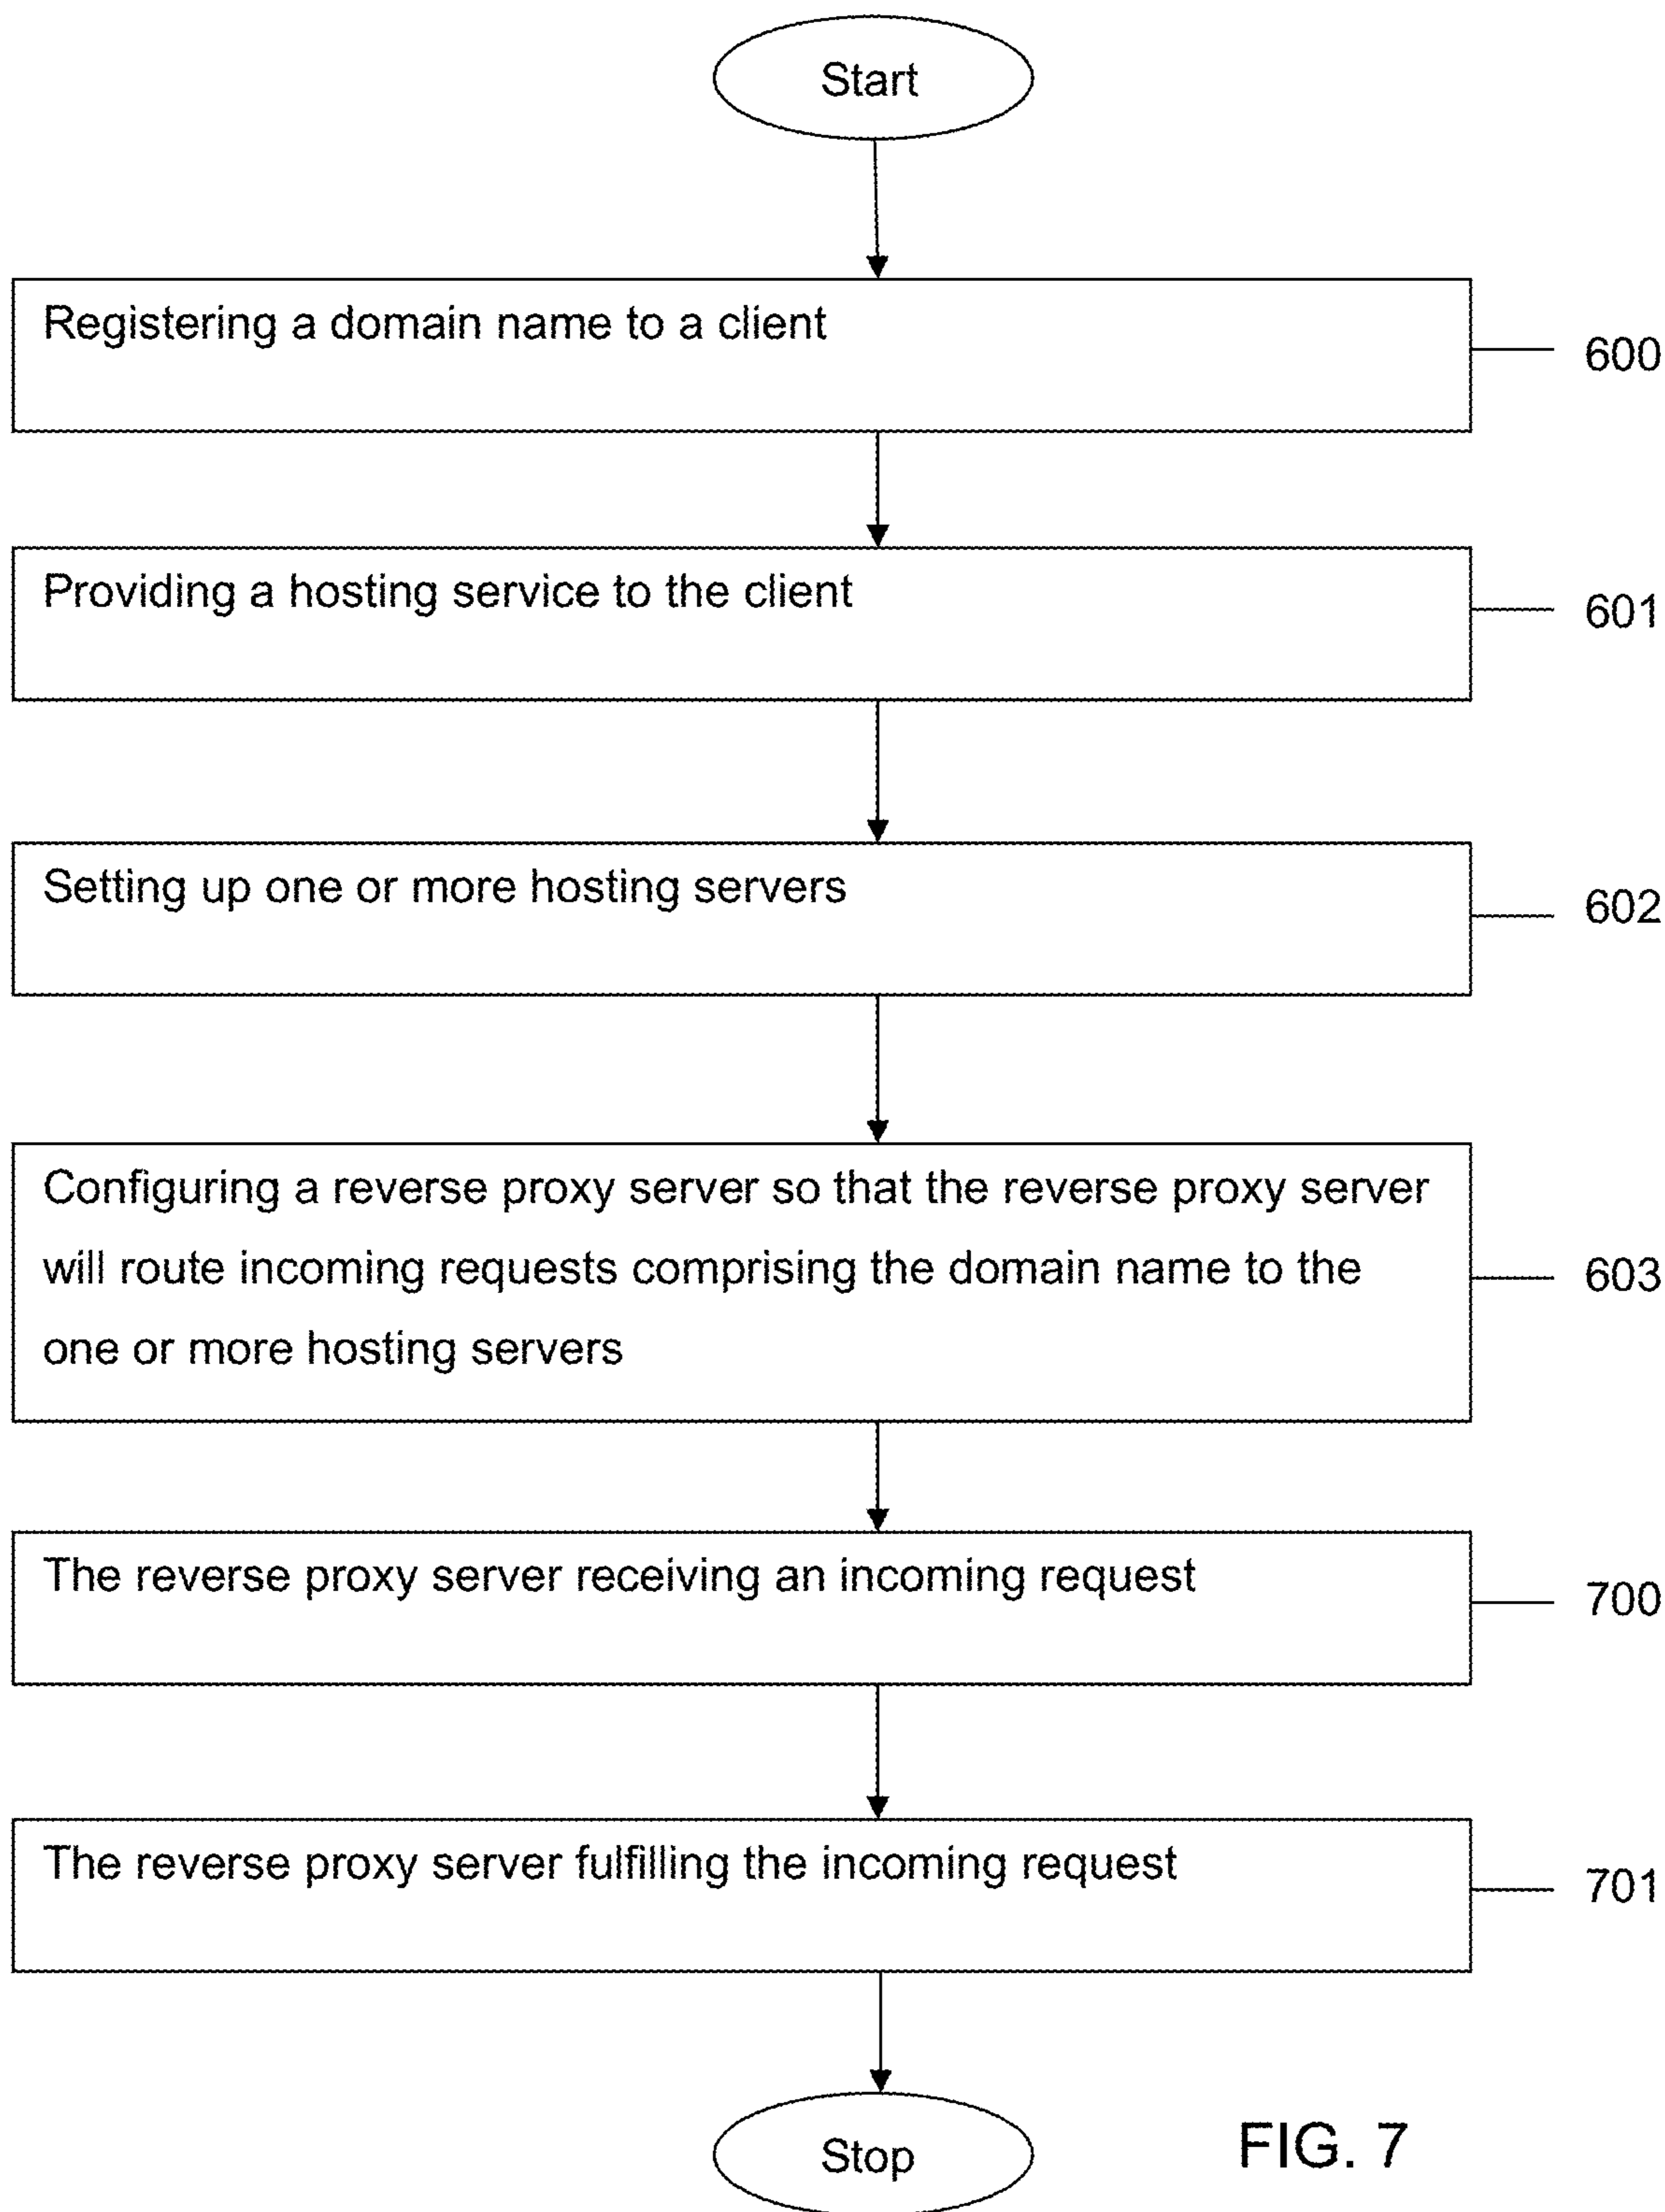 Start
Registering a domain name to a client
600
Providing a hosting service to the client
601
Setting up one or more hosting servers
602
Configuring a reverse proxy server so that the reverse proxy server
will route incoming requests comprising the domain name to the
one or more hosting servers
603
The reverse proxy server receiving an incoming request
700
The reverse proxy server fulfilling the incoming request
701
Stop
FIG. 7